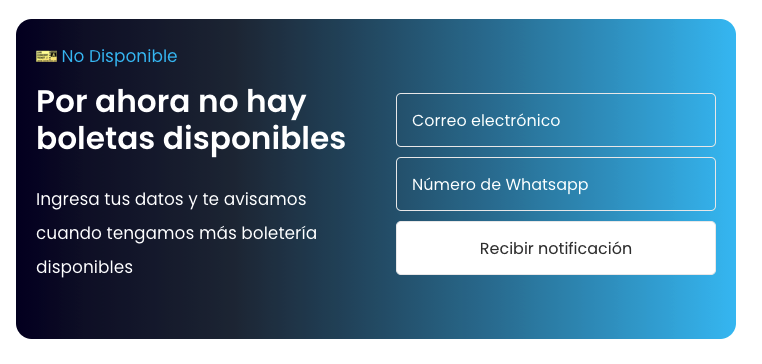 No Disponible
Por ahora no hay
boletas disponibles
Ingresa tus datos y te avisamos
cuando tengamos más boletería
disponibles
Correo electrónico
Número de Whatsapp
Recibir notificación